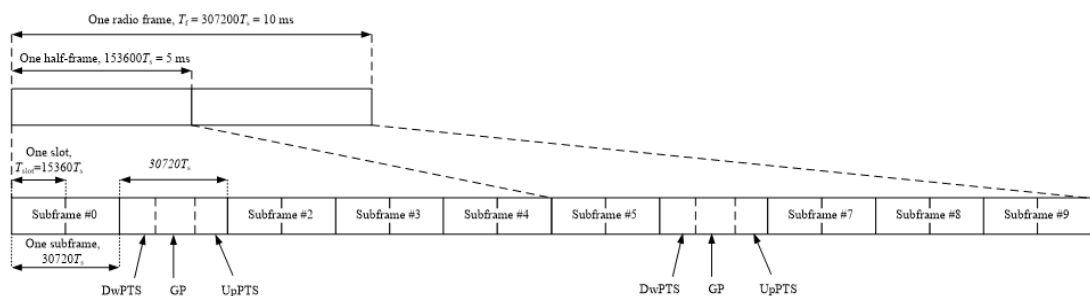 One radio frame, Tf = 307200Ts = 10 ms
One half-frame, 153600Ts = 5 ms
One slot,
Tslot=15360Ts
30720Ts
Subframe #0
Subframe #2
Subframe #3
Subframe #4
Subframe #5
Subframe #7
Subframe #8
Subframe #9
One subframe,
30720Ts
DwPTS
GP
UpPTS
DwPTS
GP
UpPTS